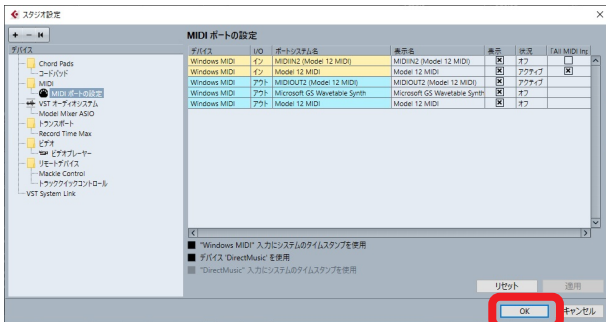 スタジオ設定
MIDI ポートの設定
デバイス
Chord Pads
コードパッド
MIDI
MIDI ポートの設定
VST オーディオシステム
Model Mixer ASIO
トランスポート
Record Time Max
ビデオ
ビデオプレーヤー
リモートデバイス
Mackie Control
トラッククイックコントロール
VST System Link
デバイス I/O ポートシステム名 表示名 表示 状況 「All MIDI Inp
Windows MIDI イン MIDIIN2 (Model 12 MIDI) MIDIIN2 (Model 12 MIDI) オフ
Windows MIDI イン Model 12 MIDI Model 12 MIDI アクティブ
Windows MIDI アウト MIDIOUT2 (Model 12 MIDI) MIDIOUT2 (Model 12 MIDI) アクティブ
Windows MIDI アウト Microsoft GS Wavetable Synth Microsoft GS Wavetable Synth オフ
Windows MIDI アウト Model 12 MIDI Model 12 MIDI オフ
"Windows MIDI" 入力にシステムのタイムスタンプを使用
デバイス 'DirectMusic' を使用
"DirectMusic" 入力にシステムのタイムスタンプを使用
リセット 適用
OK キャンセル